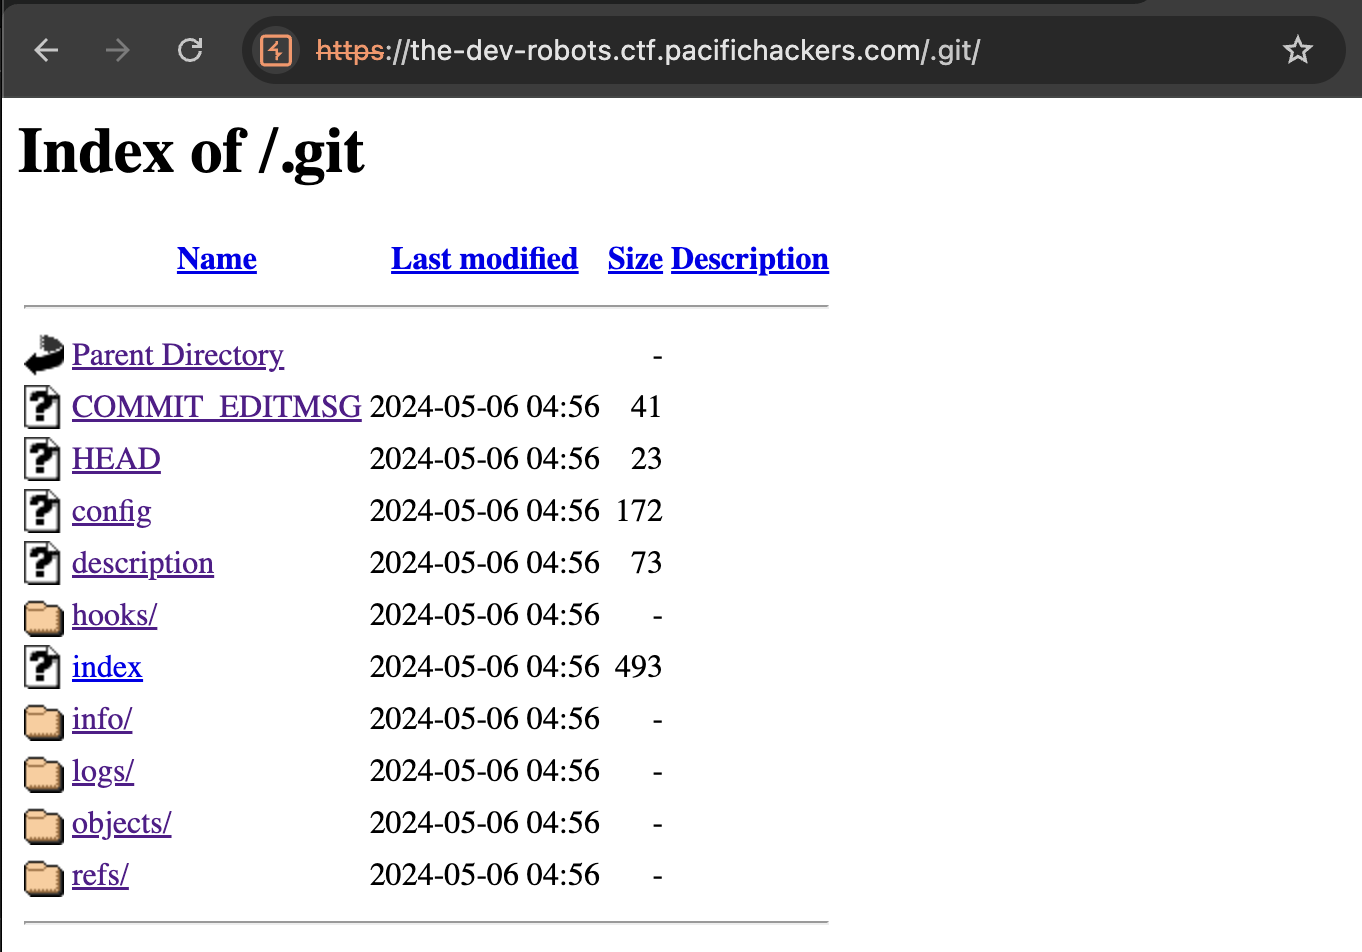 https://the-dev-robots.ctf.pacifichackers.com/.git/
Index of /.git
Name Last modified Size Description
Parent Directory -
COMMIT_EDITMSG 2024-05-06 04:56 41
HEAD 2024-05-06 04:56 23
config 2024-05-06 04:56 172
description 2024-05-06 04:56 73
hooks/ 2024-05-06 04:56 -
index 2024-05-06 04:56 493
info/ 2024-05-06 04:56 -
logs/ 2024-05-06 04:56 -
objects/ 2024-05-06 04:56 -
refs/ 2024-05-06 04:56 -